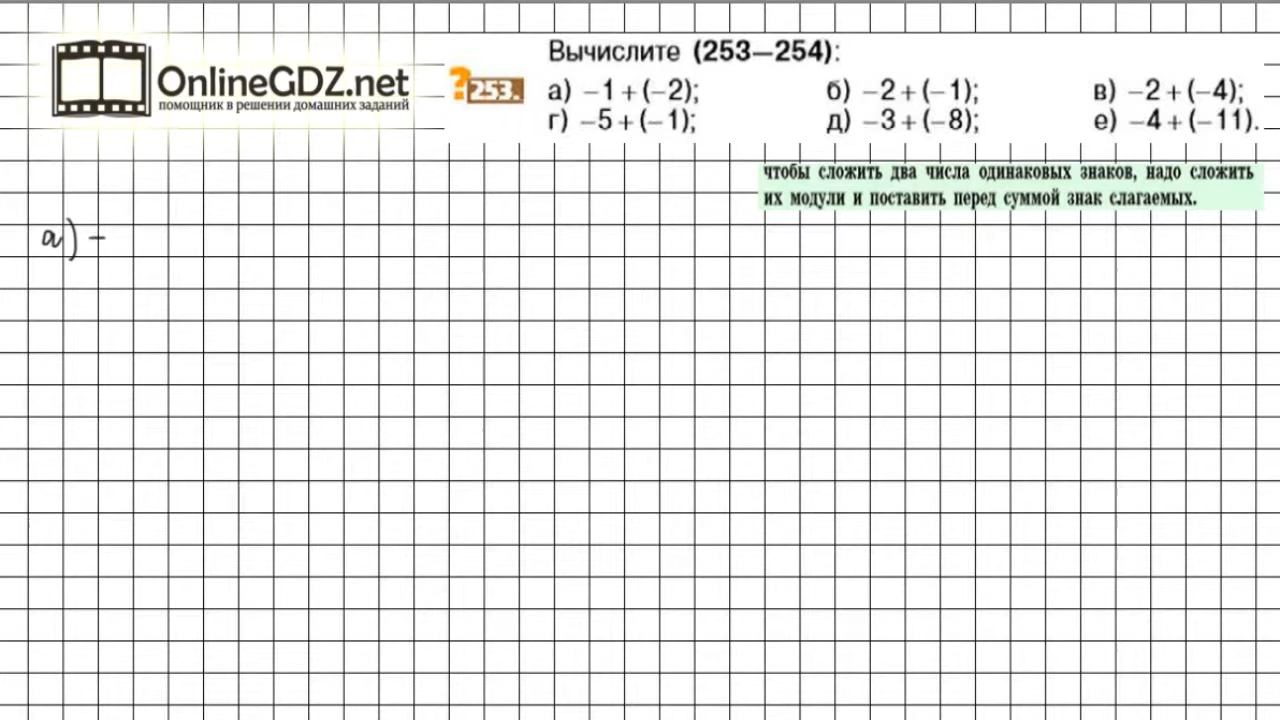 OnlineGDZ.net
помощник в решении домашних заданий
Вычислите (253—254):
? 253. а) −1 + (−2); б) −2 + (−1); в) −2 + (−4);
г) −5 + (−1); д) −3 + (−8); е) −4 + (−11).
чтобы сложить два числа одинаковых знаков, надо сложить
их модули и поставить перед суммой знак слагаемых.
а) −